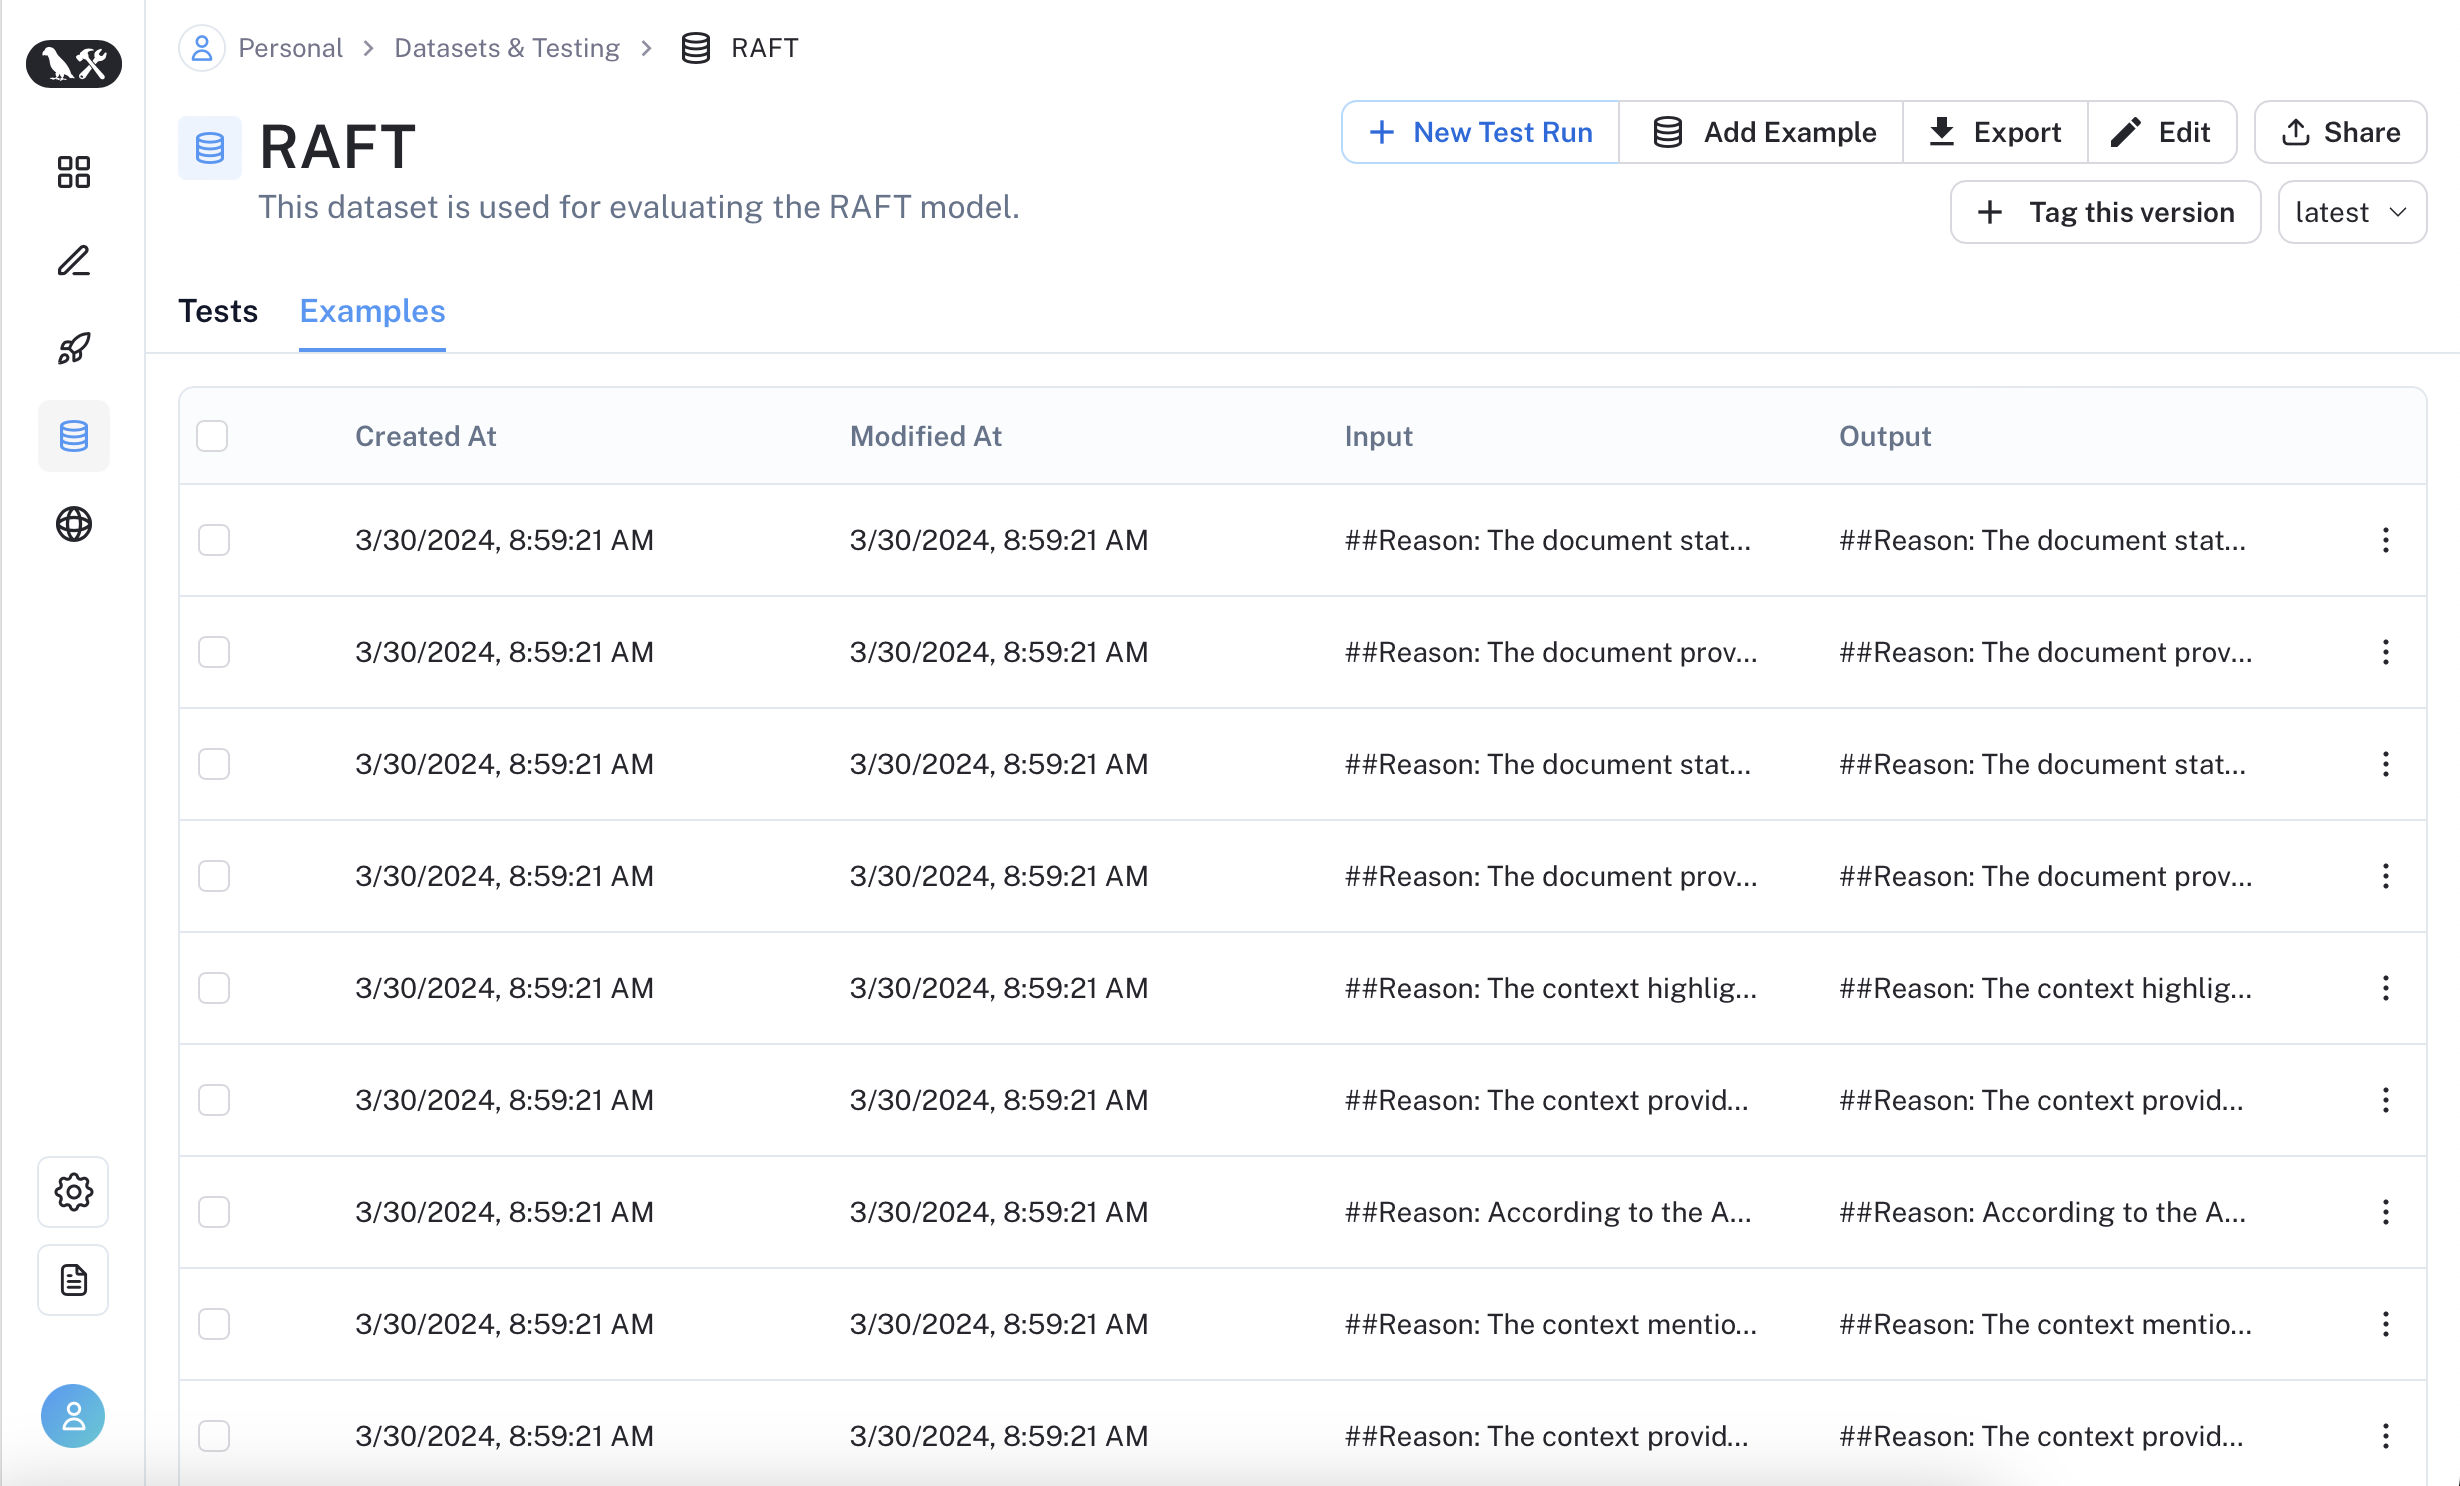 Personal > Datasets & Testing > RAFT
RAFT
This dataset is used for evaluating the RAFT model.
New Test Run
Add Example
Export
Edit
Share
Tag this version
latest
Tests Examples
Created At Modified At Input Output
3/30/2024, 8:59:21 AM 3/30/2024, 8:59:21 AM ##Reason: The document stat... ##Reason: The document stat...
3/30/2024, 8:59:21 AM 3/30/2024, 8:59:21 AM ##Reason: The document prov... ##Reason: The document prov...
3/30/2024, 8:59:21 AM 3/30/2024, 8:59:21 AM ##Reason: The document stat... ##Reason: The document stat...
3/30/2024, 8:59:21 AM 3/30/2024, 8:59:21 AM ##Reason: The document prov... ##Reason: The document prov...
3/30/2024, 8:59:21 AM 3/30/2024, 8:59:21 AM ##Reason: The context highlig... ##Reason: The context highlig...
3/30/2024, 8:59:21 AM 3/30/2024, 8:59:21 AM ##Reason: The context provid... ##Reason: The context provid...
3/30/2024, 8:59:21 AM 3/30/2024, 8:59:21 AM ##Reason: According to the A... ##Reason: According to the A...
3/30/2024, 8:59:21 AM 3/30/2024, 8:59:21 AM ##Reason: The context mentio... ##Reason: The context mentio...
3/30/2024, 8:59:21 AM 3/30/2024, 8:59:21 AM ##Reason: The context provid... ##Reason: The context provid...